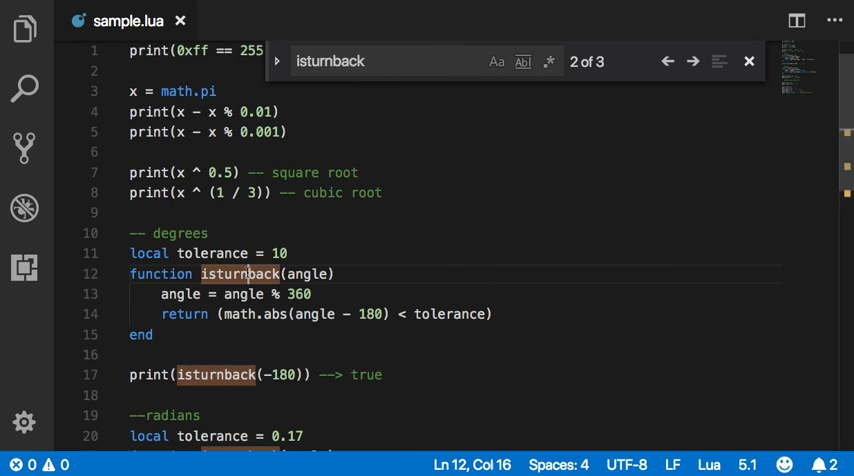 sample.lua
isturnback Aa Abl .* 2 of 3
1 print(0xff == 255
2
3 x = math.pi
4 print(x - x % 0.01)
5 print(x - x % 0.001)
6
7 print(x ^ 0.5) -- square root
8 print(x ^ (1 / 3)) -- cubic root
9
10 -- degrees
11 local tolerance = 10
12 function isturnback(angle)
13 angle = angle % 360
14 return (math.abs(angle - 180) < tolerance)
15 end
16
17 print(isturnback(-180)) --> true
18
19 --radians
20 local tolerance = 0.17
0 0 Ln 12, Col 16 Spaces: 4 UTF-8 LF Lua 5.1 2